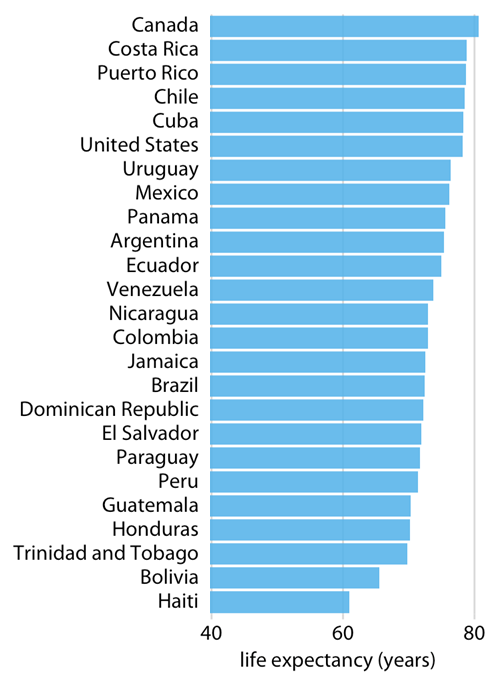 Canada
Costa Rica
Puerto Rico
Chile
Cuba
United States
Uruguay
Mexico
Panama
Argentina
Ecuador
Venezuela
Nicaragua
Colombia
Jamaica
Brazil
Dominican Republic
El Salvador
Paraguay
Peru
Guatemala
Honduras
Trinidad and Tobago
Bolivia
Haiti
40 60 80
life expectancy (years)